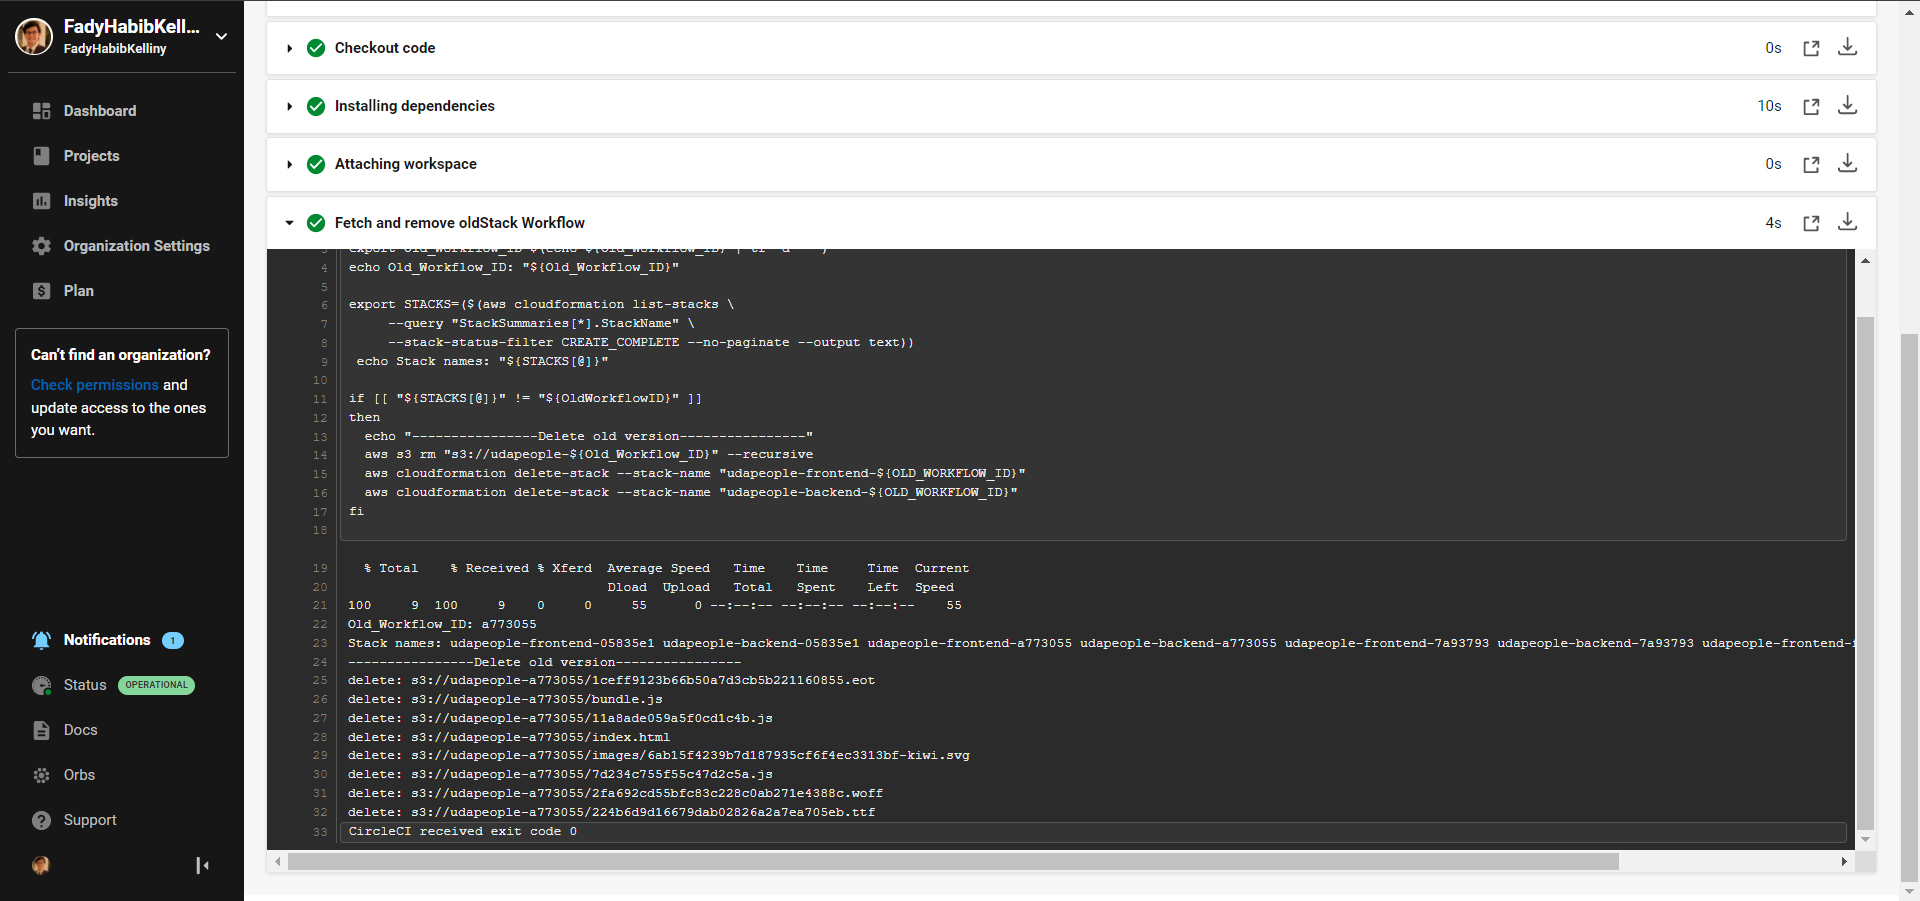 FadyHabibKell...
FadyHabibKelliny
Dashboard
Projects
Insights
Organization Settings
Plan
Can't find an organization?
Check permissions and
update access to the ones
you want.
Notifications 1
Status OPERATIONAL
Docs
Orbs
Support
Checkout code 0s
Installing dependencies 10s
Attaching workspace 0s
Fetch and remove oldStack Workflow 4s
4 echo Old_Workflow_ID: "${Old_Workflow_ID}"
5
6 export STACKS=($(aws cloudformation list-stacks \
7 --query "StackSummaries[*].StackName" \
8 --stack-status-filter CREATE_COMPLETE --no-paginate --output text))
9 echo Stack names: "${STACKS[@]}"
10
11 if [[ "${STACKS[@]}" != "${OldWorkflowID}" ]]
12 then
13 echo "----------------Delete old version----------------"
14 aws s3 rm "s3://udapeople-${Old_Workflow_ID}" --recursive
15 aws cloudformation delete-stack --stack-name "udapeople-frontend-${OLD_WORKFLOW_ID}"
16 aws cloudformation delete-stack --stack-name "udapeople-backend-${OLD_WORKFLOW_ID}"
17 fi
18
19 % Total % Received % Xferd Average Speed Time Time Time Current
20 Dload Upload Total Spent Left Speed
21 100 9 100 9 0 0 55 0 --:--:-- --:--:-- --:--:-- 55
22 Old_Workflow_ID: a773055
23 Stack names: udapeople-frontend-05835e1 udapeople-backend-05835e1 udapeople-frontend-a773055 udapeople-backend-a773055 udapeople-frontend-7a93793 udapeople-backend-7a93793 udapeople-frontend-
24 ----------------Delete old version----------------
25 delete: s3://udapeople-a773055/1ceff9123b66b50a7d3cb5b221160855.eot
26 delete: s3://udapeople-a773055/bundle.js
27 delete: s3://udapeople-a773055/11a8ade059a5f0cd1c4b.js
28 delete: s3://udapeople-a773055/index.html
29 delete: s3://udapeople-a773055/images/6ab15f4239b7d187935cf6f4ec3313bf-kiwi.svg
30 delete: s3://udapeople-a773055/7d234c755f55c47d2c5a.js
31 delete: s3://udapeople-a773055/2fa692cd55bfc83c228c0ab271e4388c.woff
32 delete: s3://udapeople-a773055/224b6d9d16679dab02826a2a7ea705eb.ttf
33 CircleCI received exit code 0